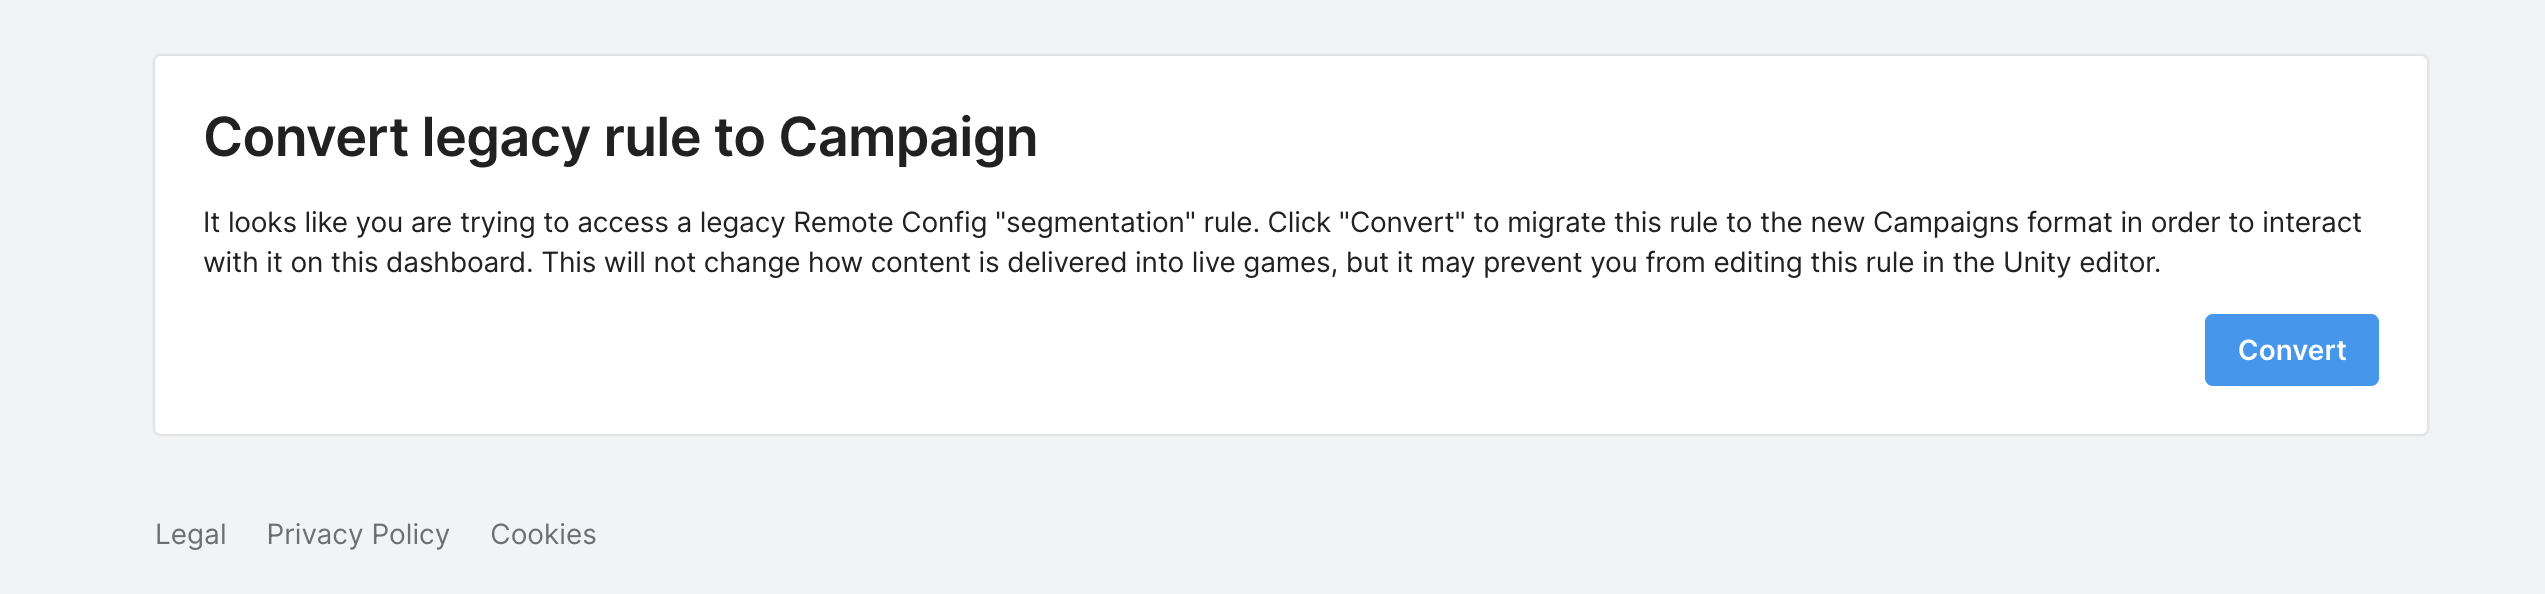 Convert legacy rule to Campaign
It looks like you are trying to access a legacy Remote Config "segmentation" rule. Click "Convert" to migrate this rule to the new Campaigns format in order to interact
with it on this dashboard. This will not change how content is delivered into live games, but it may prevent you from editing this rule in the Unity editor.
Convert
Legal Privacy Policy Cookies